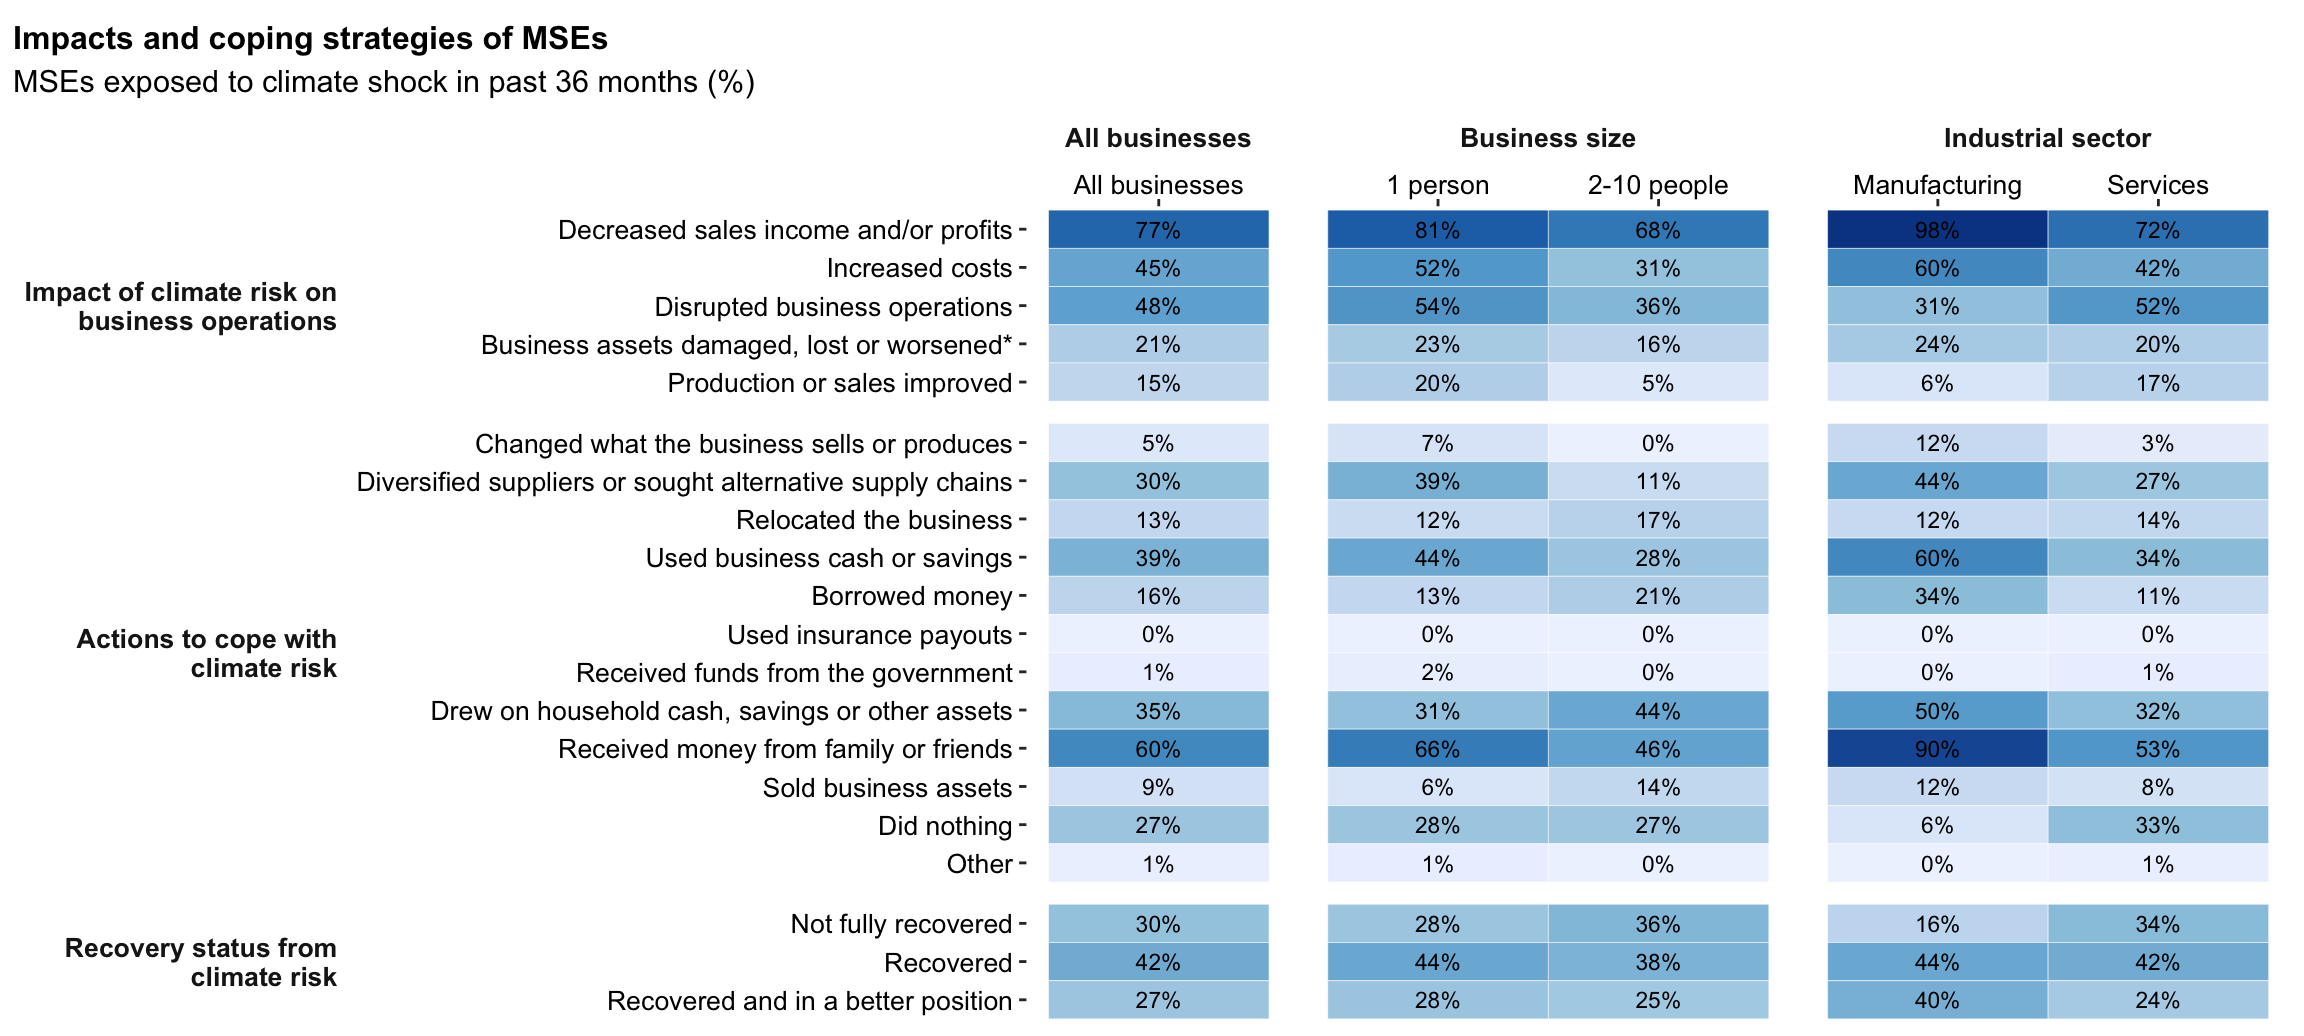 Impacts and coping strategies of MSEs
MSEs exposed to climate shock in past 36 months (%)
All businesses Business size Industrial sector
All businesses 1 person 2-10 people Manufacturing Services
Impact of climate risk on
business operations
Decreased sales income and/or profits 77% 81% 68% 98% 72%
Increased costs 45% 52% 31% 60% 42%
Disrupted business operations 48% 54% 36% 31% 52%
Business assets damaged, lost or worsened* 21% 23% 16% 24% 20%
Production or sales improved 15% 20% 5% 6% 17%
Actions to cope with
climate risk
Changed what the business sells or produces 5% 7% 0% 12% 3%
Diversified suppliers or sought alternative supply chains 30% 39% 11% 44% 27%
Relocated the business 13% 12% 17% 12% 14%
Used business cash or savings 39% 44% 28% 60% 34%
Borrowed money 16% 13% 21% 34% 11%
Used insurance payouts 0% 0% 0% 0% 0%
Received funds from the government 1% 2% 0% 0% 1%
Drew on household cash, savings or other assets 35% 31% 44% 50% 32%
Received money from family or friends 60% 66% 46% 90% 53%
Sold business assets 9% 6% 14% 12% 8%
Did nothing 27% 28% 27% 6% 33%
Other 1% 1% 0% 0% 1%
Recovery status from
climate risk
Not fully recovered 30% 28% 36% 16% 34%
Recovered 42% 44% 38% 44% 42%
Recovered and in a better position 27% 28% 25% 40% 24%